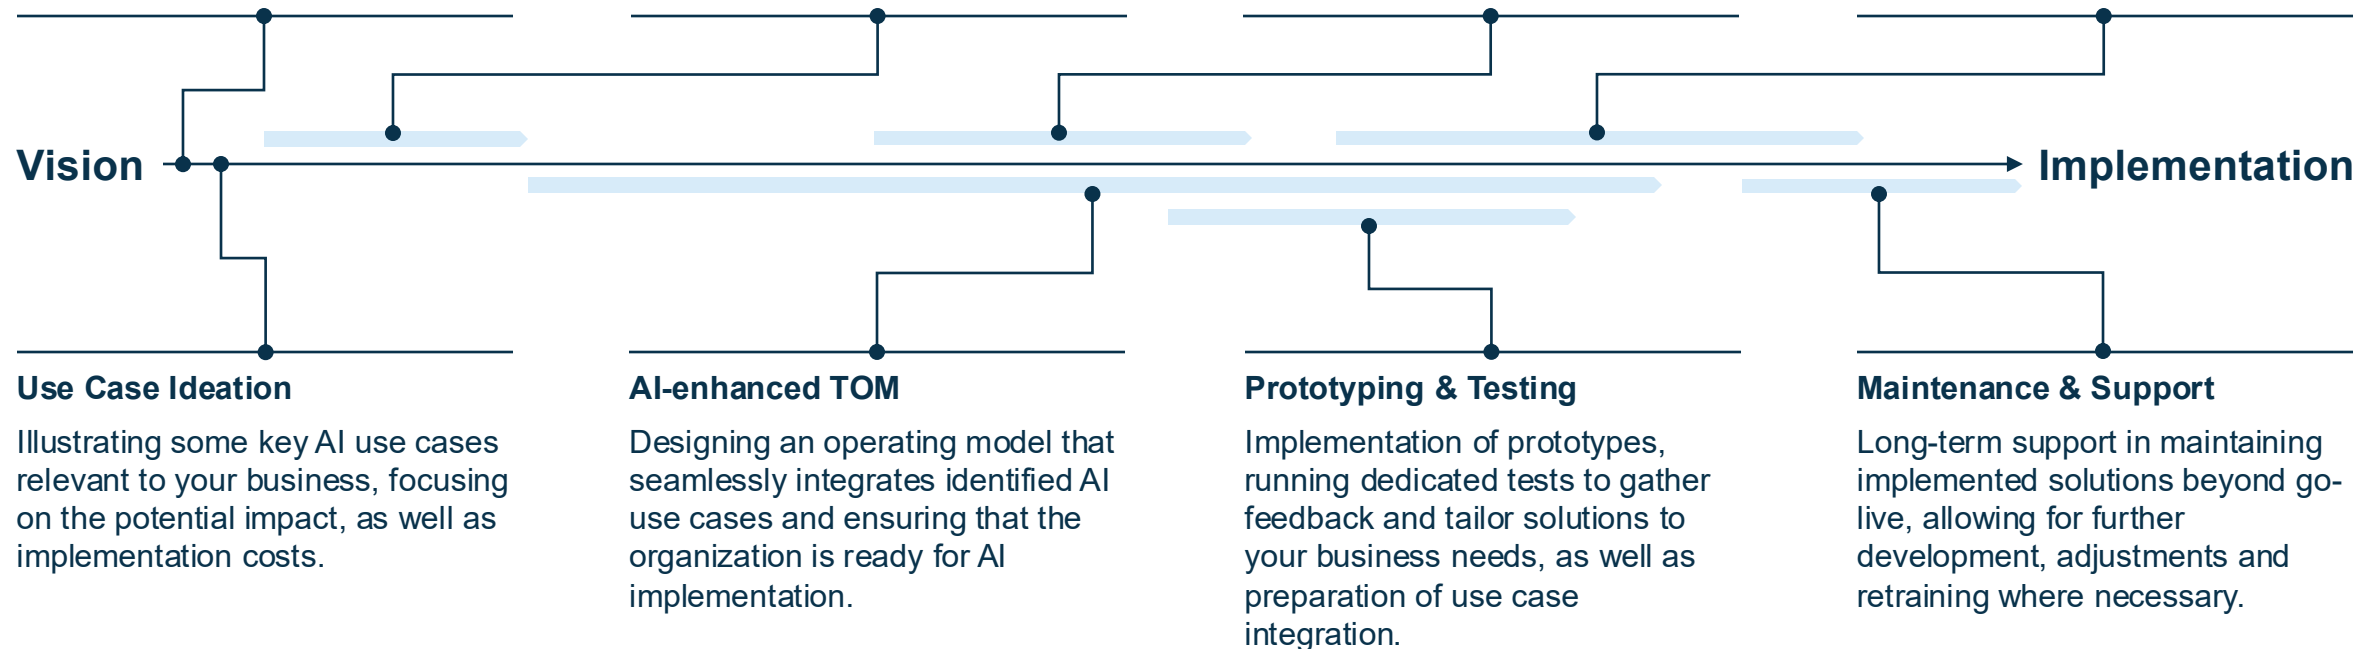 Vision
Implementation
Use Case Ideation
Illustrating some key AI use cases
relevant to your business, focusing
on the potential impact, as well as
implementation costs.
AI-enhanced TOM
Designing an operating model that
seamlessly integrates identified AI
use cases and ensuring that the
organization is ready for AI
implementation.
Prototyping & Testing
Implementation of prototypes,
running dedicated tests to gather
feedback and tailor solutions to
your business needs, as well as
preparation of use case
integration.
Maintenance & Support
Long-term support in maintaining
implemented solutions beyond go-
live, allowing for further
development, adjustments and
retraining where necessary.